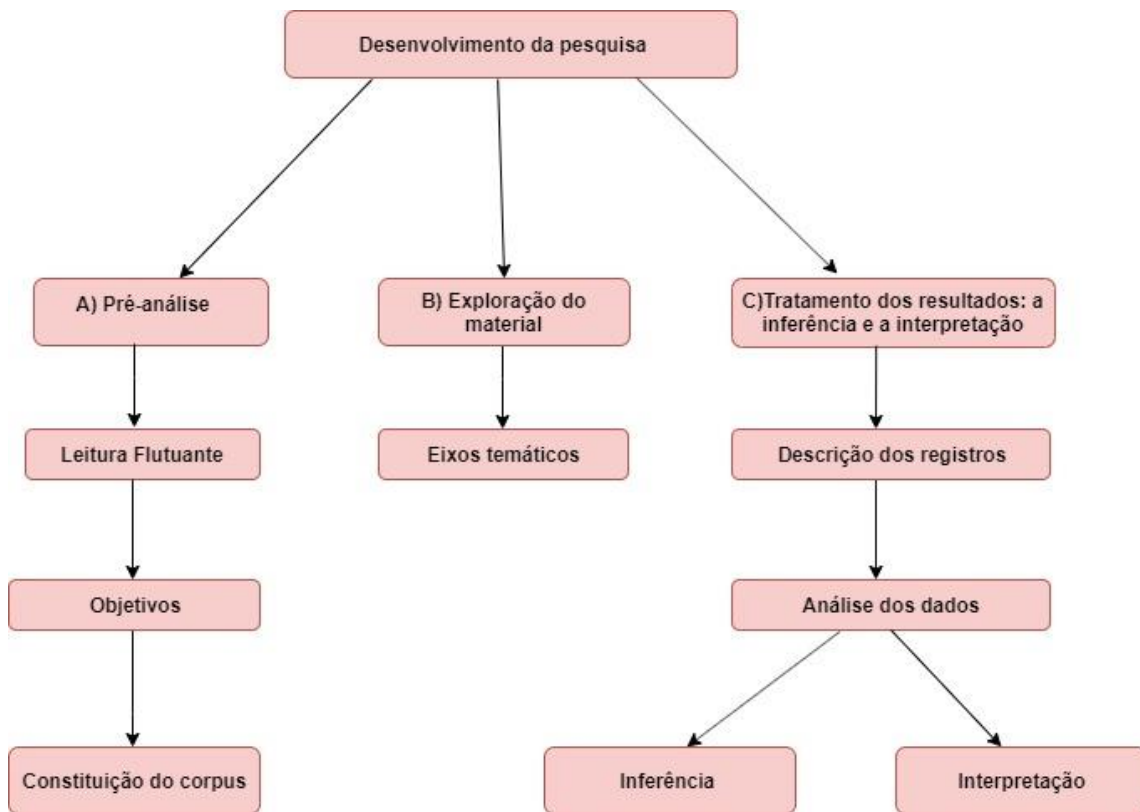 Desenvolvimento da pesquisa
A) Pré-análise
B) Exploração do
material
C)Tratamento dos resultados: a
inferência e a interpretação
Leitura Flutuante
Eixos temáticos
Descrição dos registros
Objetivos
Análise dos dados
Constituição do corpus
Inferência
Interpretação